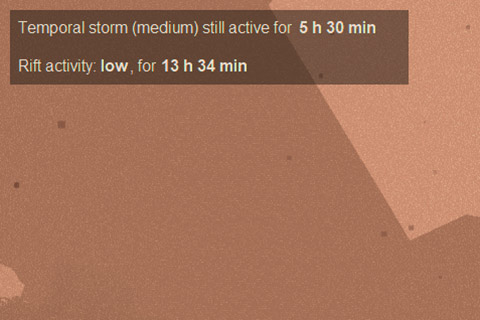 Temporal storm (medium) still active for 5 h 30 min
Rift activity: low, for 13 h 34 min